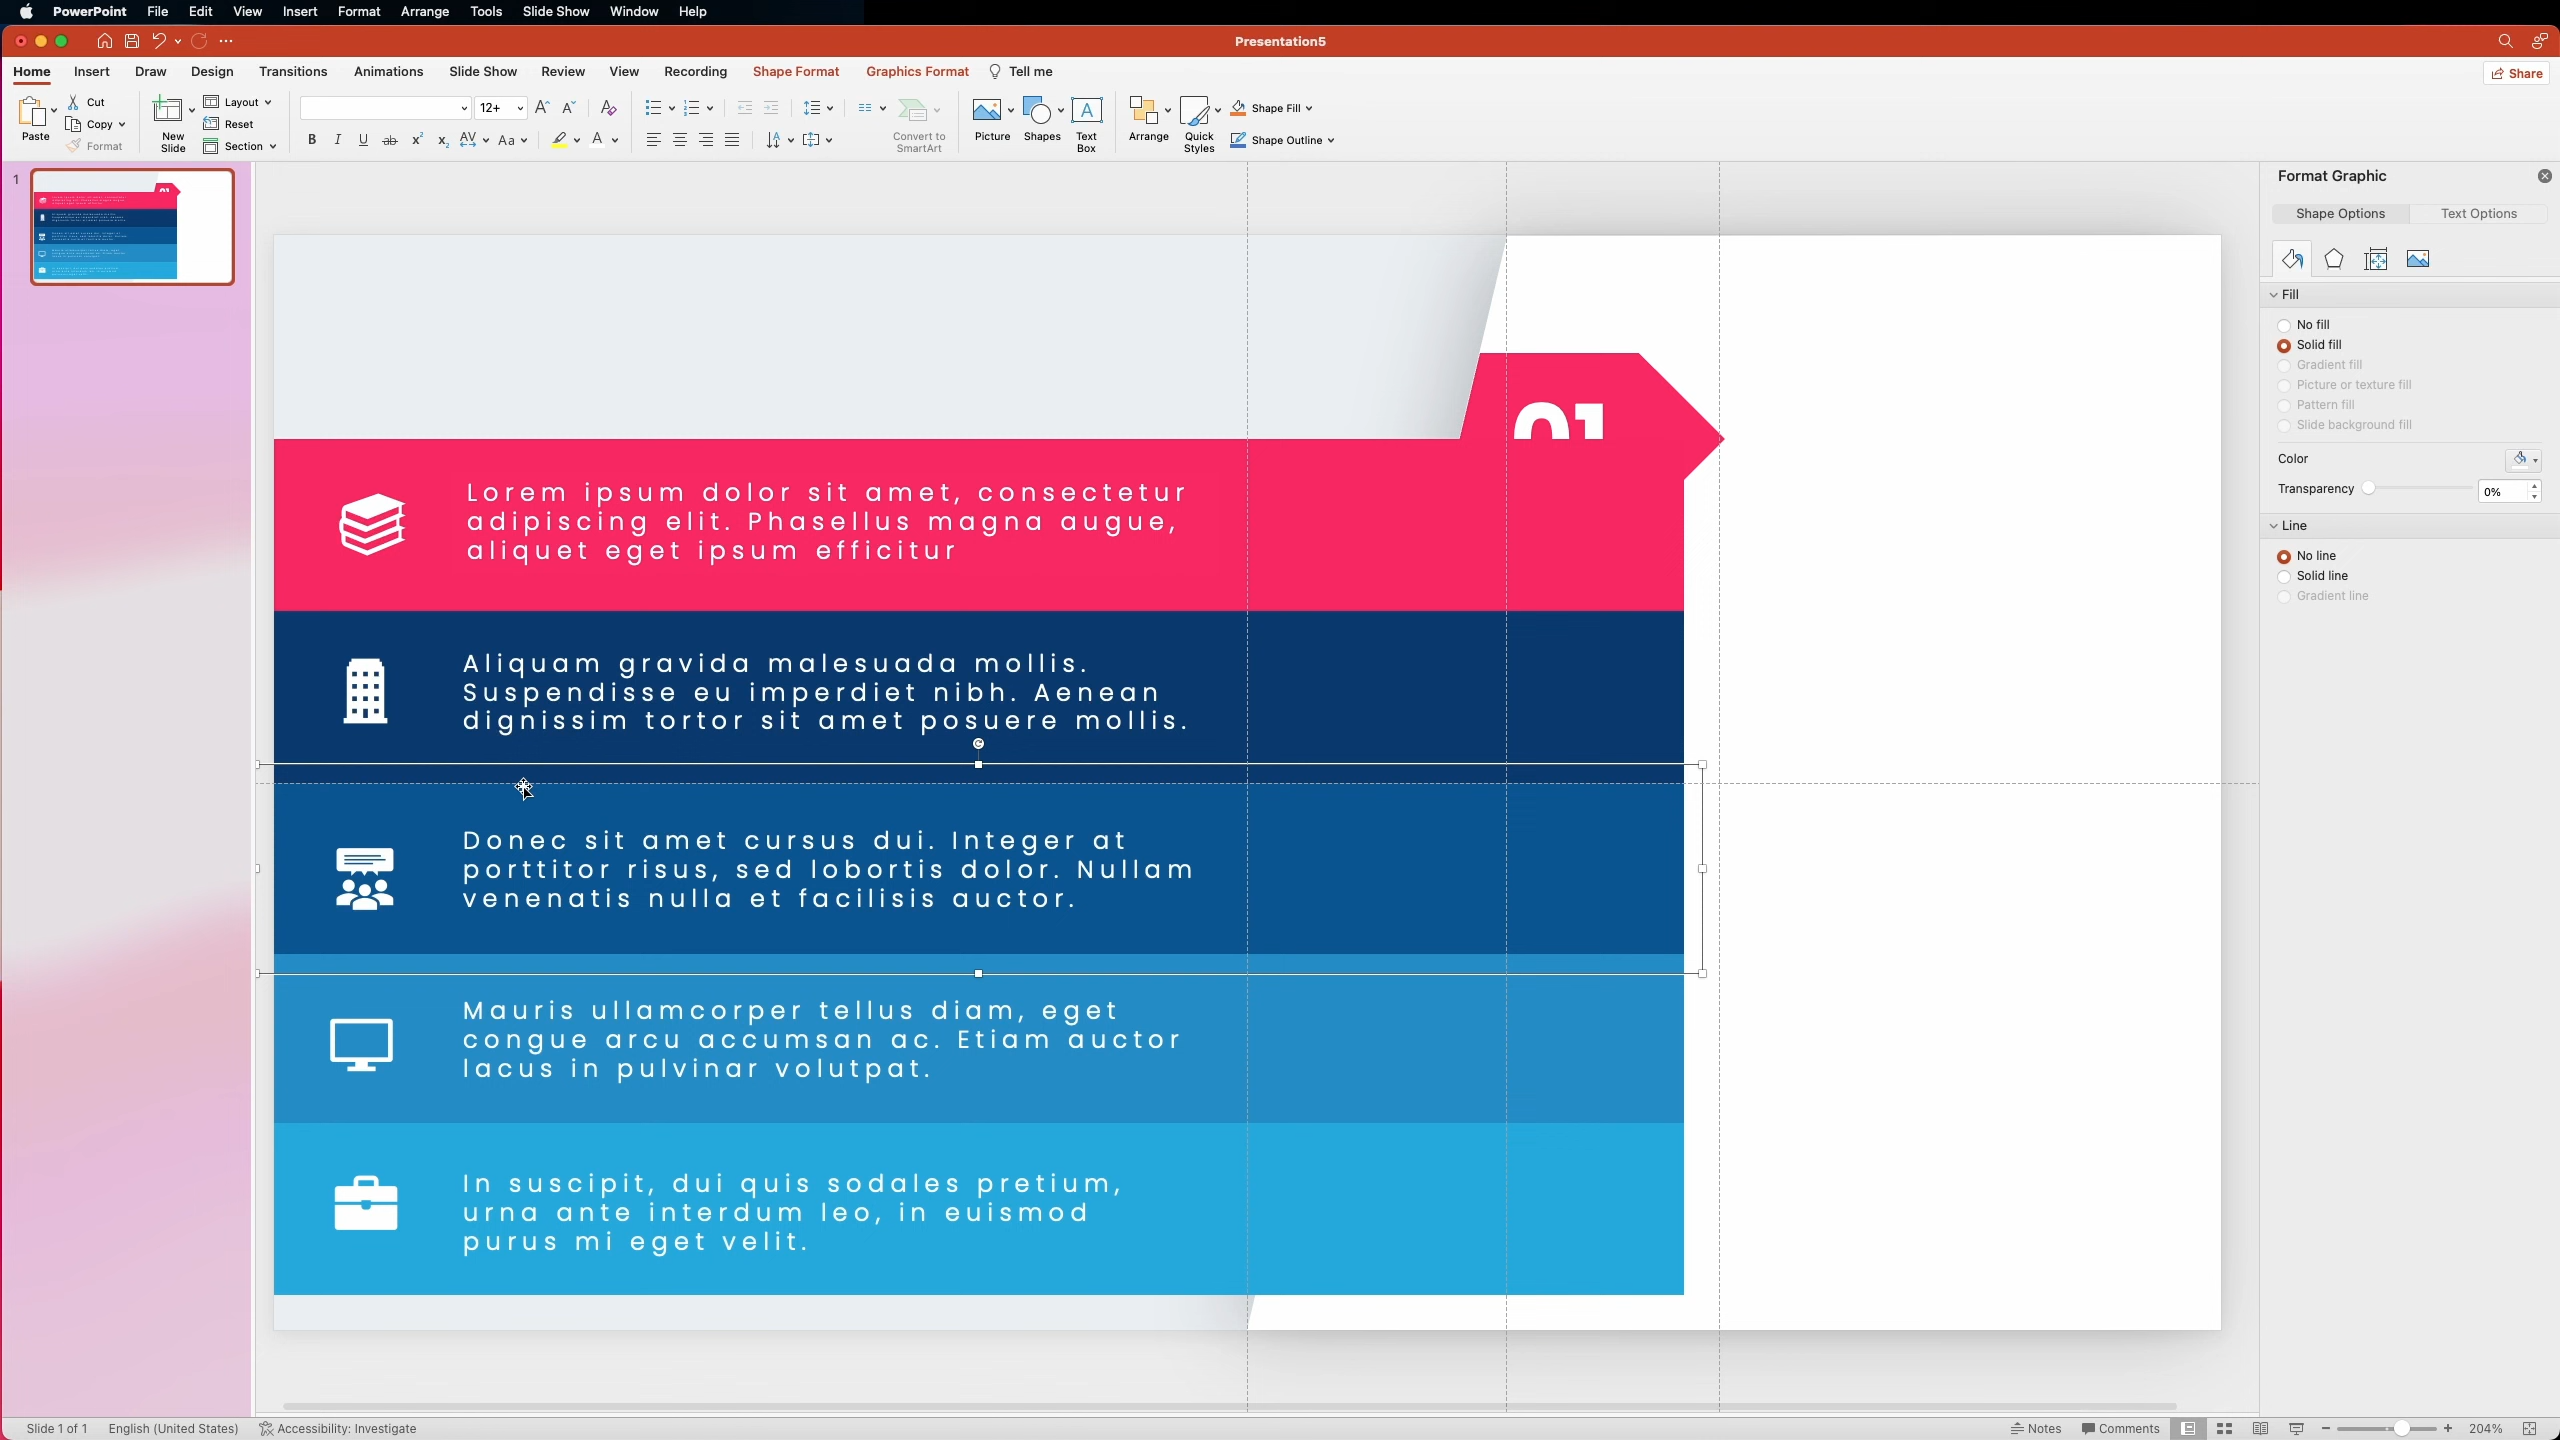 PowerPoint File Edit View Insert Format Arrange Tools Slide Show Window Help
Presentation5
Home Insert Draw Design Transitions Animations Slide Show Review View Recording Shape Format Graphics Format Tell me Share
Paste
Cut
Copy
Format
New
Slide
Layout
Reset
Section
12+
Convert to
SmartArt
Picture
Shapes
Text
Box
Arrange
Quick
Styles
Shape Fill
Shape Outline
1
01
Lorem ipsum dolor sit amet, consectetur
adipiscing elit. Phasellus magna augue,
aliquet eget ipsum efficitur
Aliquam gravida malesuada mollis.
Suspendisse eu imperdiet nibh. Aenean
dignissim tortor sit amet posuere mollis.
Donec sit amet cursus dui. Integer at
porttitor risus, sed lobortis dolor. Nullam
venenatis nulla et facilisis auctor.
Mauris ullamcorper tellus diam, eget
congue arcu accumsan ac. Etiam auctor
lacus in pulvinar volutpat.
In suscipit, dui quis sodales pretium,
urna ante interdum leo, in euismod
purus mi eget velit.
Format Graphic
Shape Options Text Options
Fill
No fill
Solid fill
Gradient fill
Picture or texture fill
Pattern fill
Slide background fill
Color
Transparency 0%
Line
No line
Solid line
Gradient line
Slide 1 of 1 English (United States) Accessibility: Investigate Notes Comments 204%